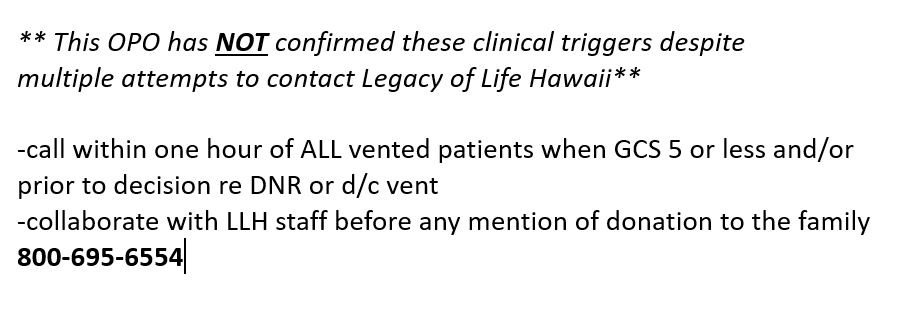 ** This OPO has NOT confirmed these clinical triggers despite
multiple attempts to contact Legacy of Life Hawaii**
-call within one hour of ALL vented patients when GCS 5 or less and/or
prior to decision re DNR or d/c vent
-collaborate with LLH staff before any mention of donation to the family
800-695-6554